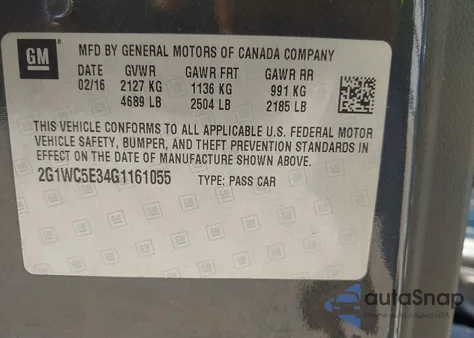 GM
MFD BY GENERAL MOTORS OF CANADA COMPANY
DATE GVWR GAWR FRT GAWR RR
02/16 2127 KG 1136 KG 991 KG
4689 LB 2504 LB 2185 LB
THIS VEHICLE CONFORMS TO ALL APPLICABLE U.S. FEDERAL MOTOR
VEHICLE SAFETY, BUMPER, AND THEFT PREVENTION STANDARDS IN
EFFECT ON THE DATE OF MANUFACTURE SHOWN ABOVE.
2G1WC5E34G1161055 TYPE: PASS CAR
autoSnap